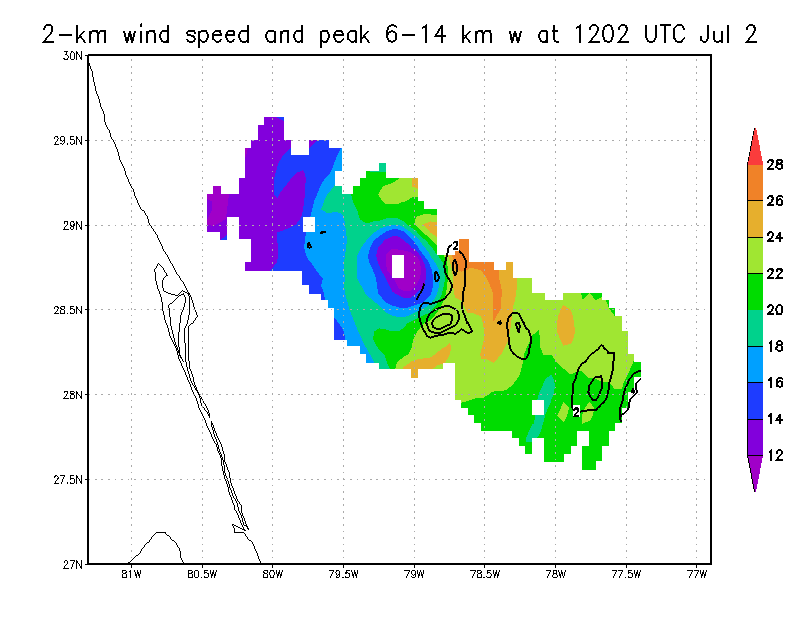 2-km wind speed and peak 6-14 km w at 1202 UTC Jul 2
30N
29.5N
29N
28.5N
28N
27.5N
27N
81W 80.5W 80W 79.5W 79W 78.5W 78W 77.5W 77W
2
2
28
26
24
22
20
18
16
14
12